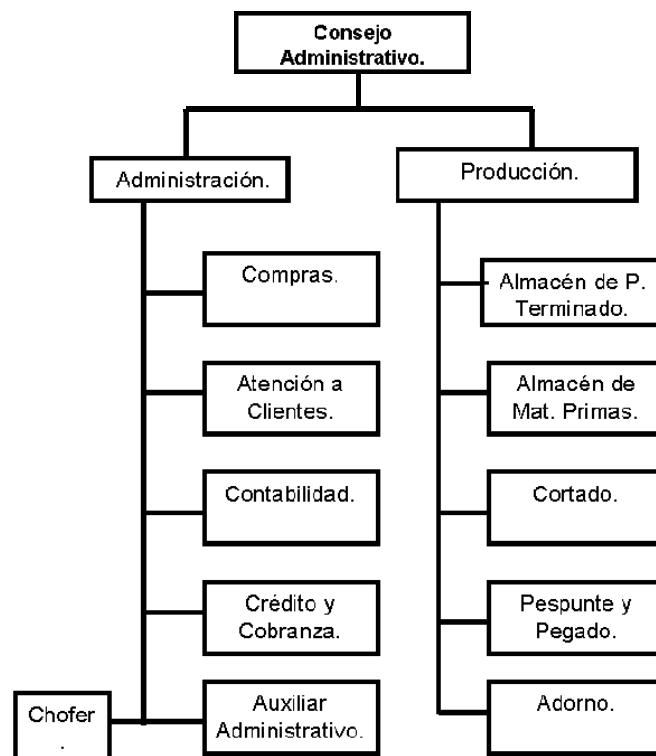 Consejo
Administrativo.
Administración.
Producción.
Compras.
Almacén de P.
Terminado.
Atención a
Clientes.
Almacén de
Mat. Primas.
Contabilidad.
Cortado.
Crédito y
Cobranza.
Pespunte y
Pegado.
Chofer
.
Auxiliar
Administrativo.
Adorno.